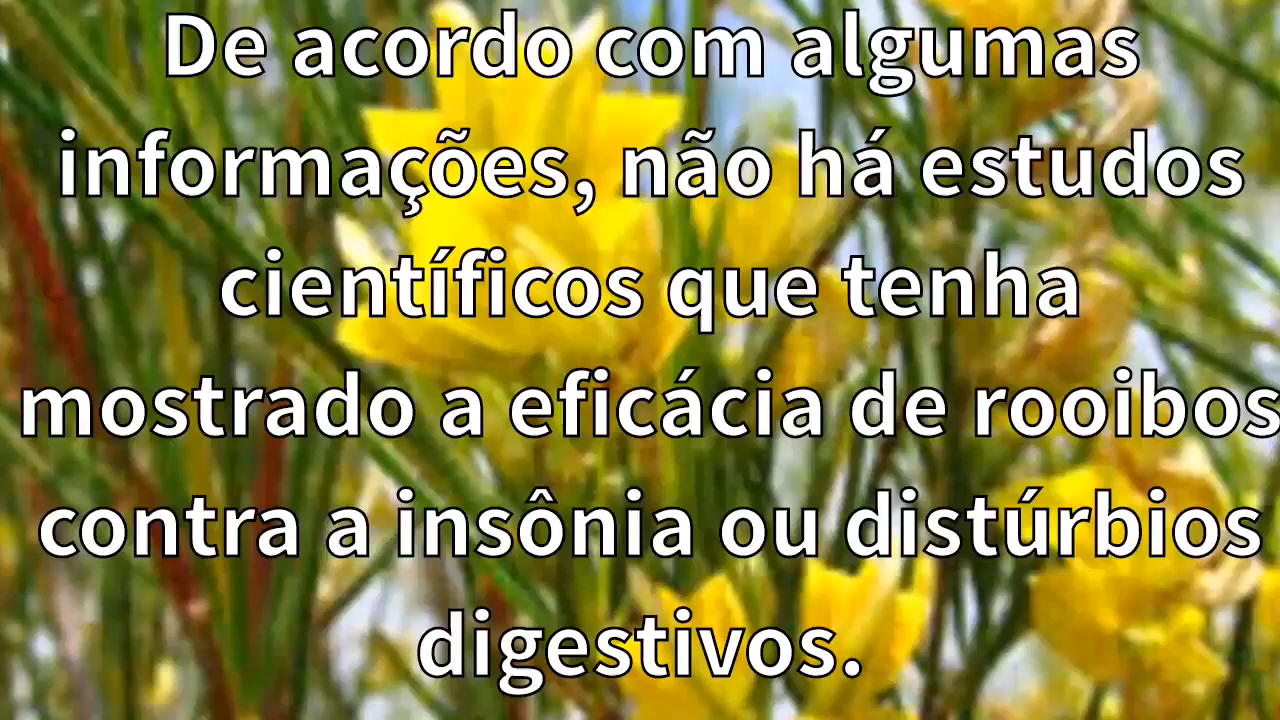 De acordo com algumas
informações, não há estudos
científicos que tenha
mostrado a eficácia de rooibos
contra a insônia ou distúrbios
digestivos.